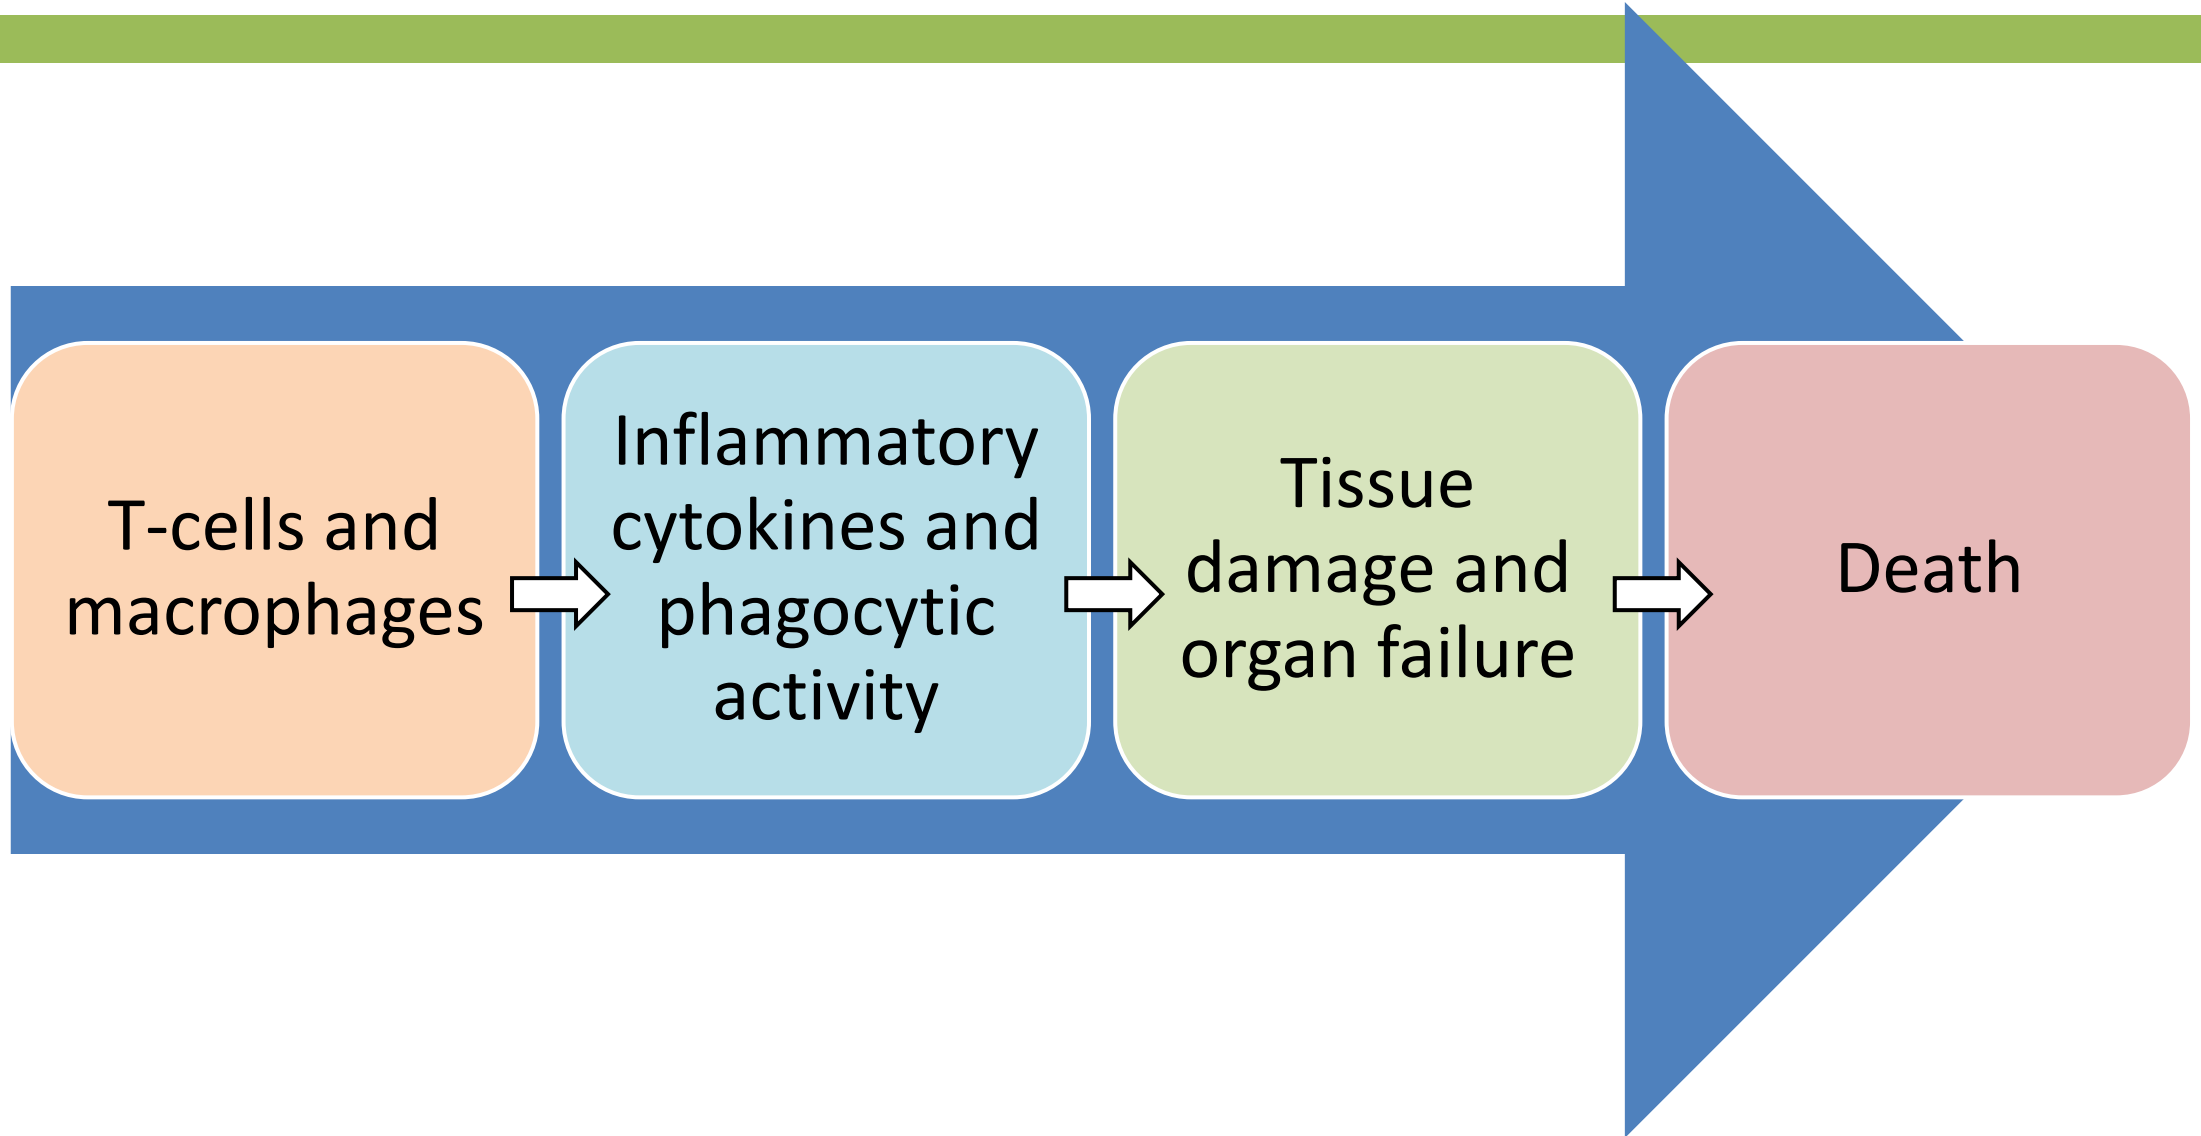 T-cells and
macrophages
Inflammatory
cytokines and
phagocytic
activity
Tissue
damage and
organ failure
Death